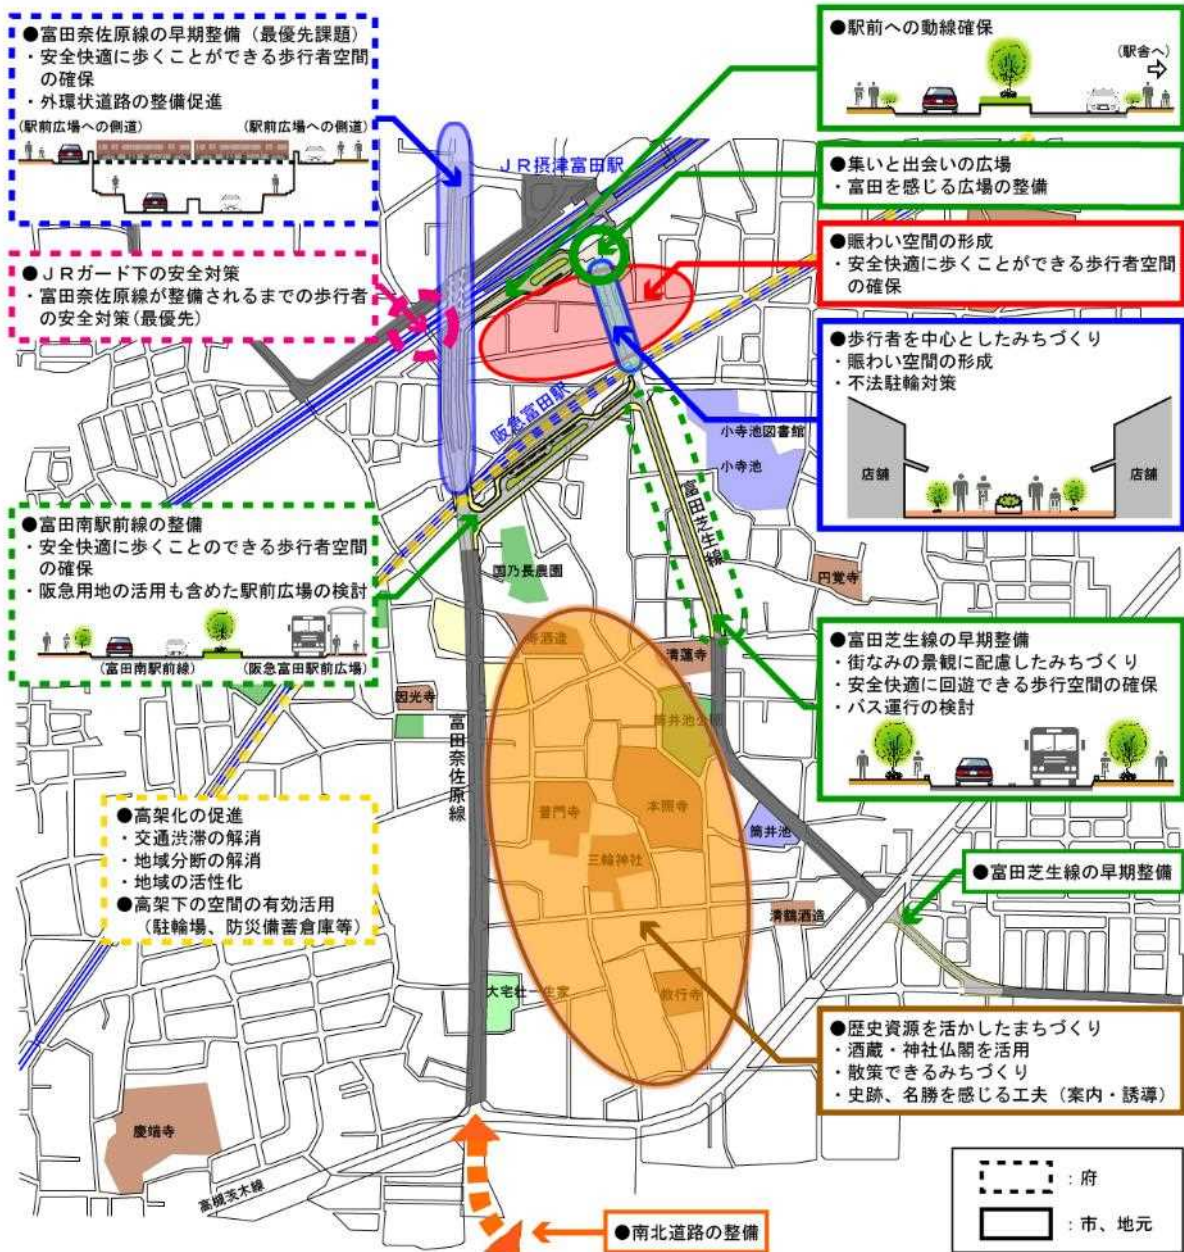 ●富田奈佐原線の早期整備（最優先課題）
・安全快適に歩くことができる歩行者空間
の確保
・外環状道路の整備促進
(駅前広場への側道)
(駅前広場への側道)
●駅前への動線確保
(駅舎へ)
●集いと出会いの広場
・富田を感じる広場の整備
●賑わい空間の形成
・安全快適に歩くことができる歩行者空間
の確保
●歩行者を中心としたみちづくり
・賑わい空間の形成
・不法駐輪対策
店舗
店舗
●ＪＲガード下の安全対策
・富田奈佐原線が整備されるまでの歩行者
の安全対策(最優先)
ＪＲ摂津富田駅
阪急富田駅
小寺池図書館
小寺池
富田芝生線
●富田南駅前線の整備
・安全快適に歩くことのできる歩行者空間
の確保
・阪急用地の活用も含めた駅前広場の検討
(富田南駅前線)
(阪急富田駅前広場)
国乃長農園
円覚寺
寿酒造
清蓮寺
因光寺
筒井池公園
富田奈佐原線
普門寺
本照寺
三輪神社
筒井池
清鶴酒造
大宅壮一生家
教行寺
慶瑞寺
高槻茨木線
●富田芝生線の早期整備
・街なみの景観に配慮したみちづくり
・安全快適に回遊できる歩行空間の確保
・バス運行の検討
●高架化の促進
・交通渋滞の解消
・地域分断の解消
・地域の活性化
●高架下の空間の有効活用
（駐輪場、防災備蓄倉庫等）
●富田芝生線の早期整備
●歴史資源を活かしたまちづくり
・酒蔵・神社仏閣を活用
・散策できるみちづくり
・史跡、名勝を感じる工夫（案内・誘導）
●南北道路の整備
：府
：市、地元